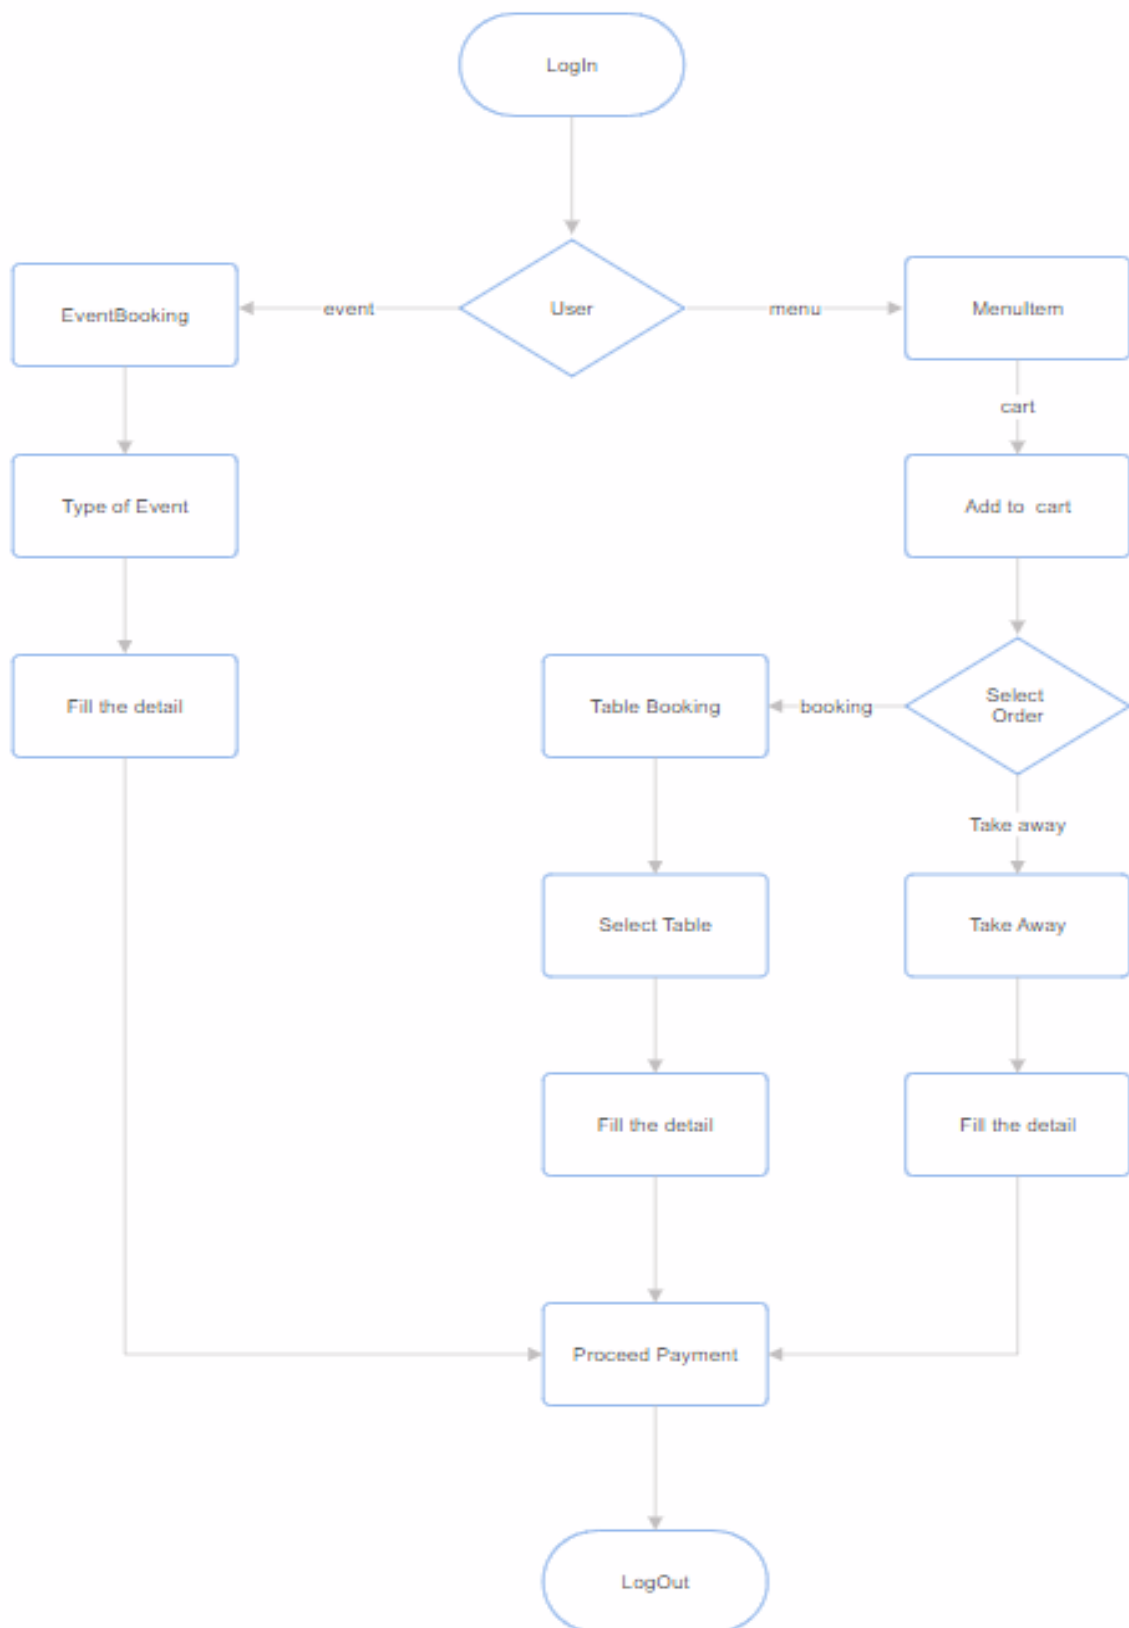 LogIn
EventBooking
event
User
menu
MenuItem
cart
Type of Event
Add to cart
Fill the detail
Table Booking
booking
Select
Order
Take away
Select Table
Take Away
Fill the detail
Fill the detail
Proceed Payment
LogOut